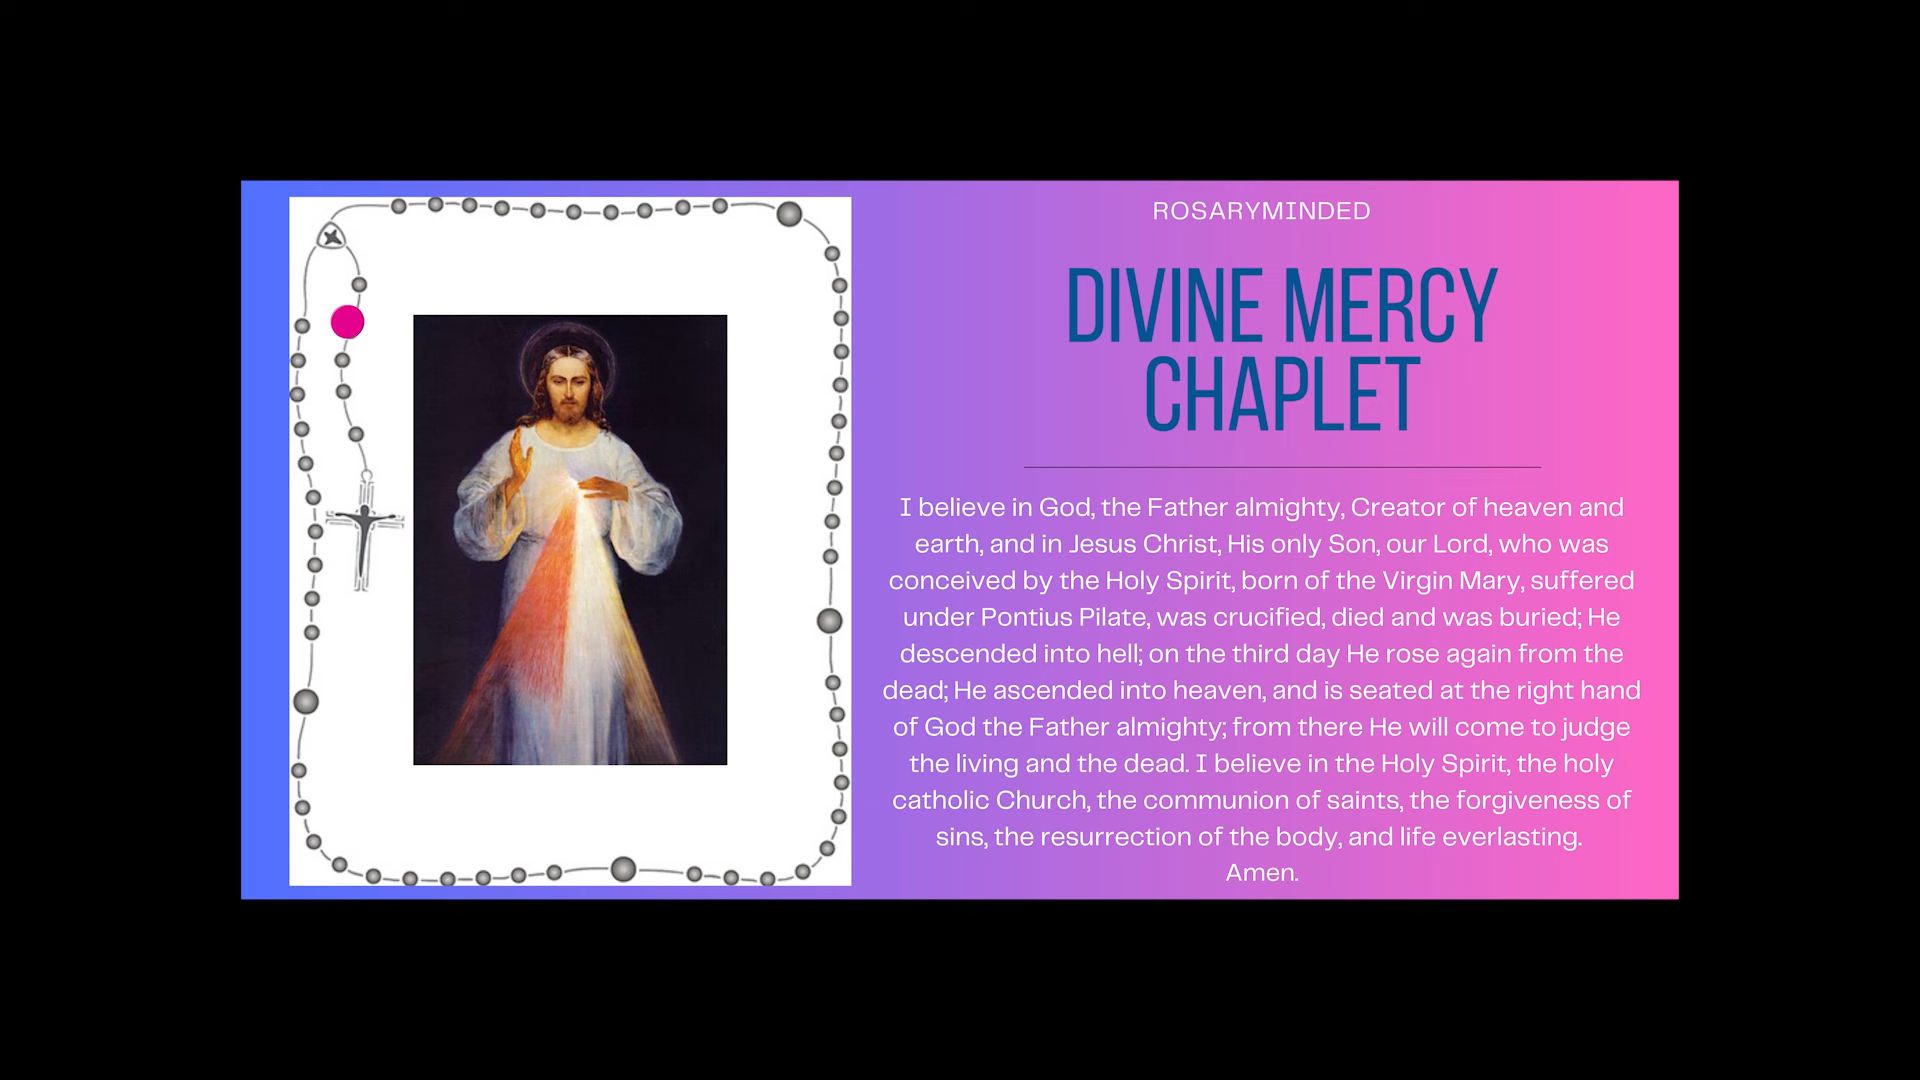 ROSARYMINDED
DIVINE MERCY
CHAPLET
I believe in God, the Father almighty, Creator of heaven and
earth, and in Jesus Christ, His only Son, our Lord, who was
conceived by the Holy Spirit, born of the Virgin Mary, suffered
under Pontius Pilate, was crucified, died and was buried; He
descended into hell; on the third day He rose again from the
dead; He ascended into heaven, and is seated at the right hand
of God the Father almighty; from there He will come to judge
the living and the dead. I believe in the Holy Spirit, the holy
catholic Church, the communion of saints, the forgiveness of
sins, the resurrection of the body, and life everlasting.
Amen.